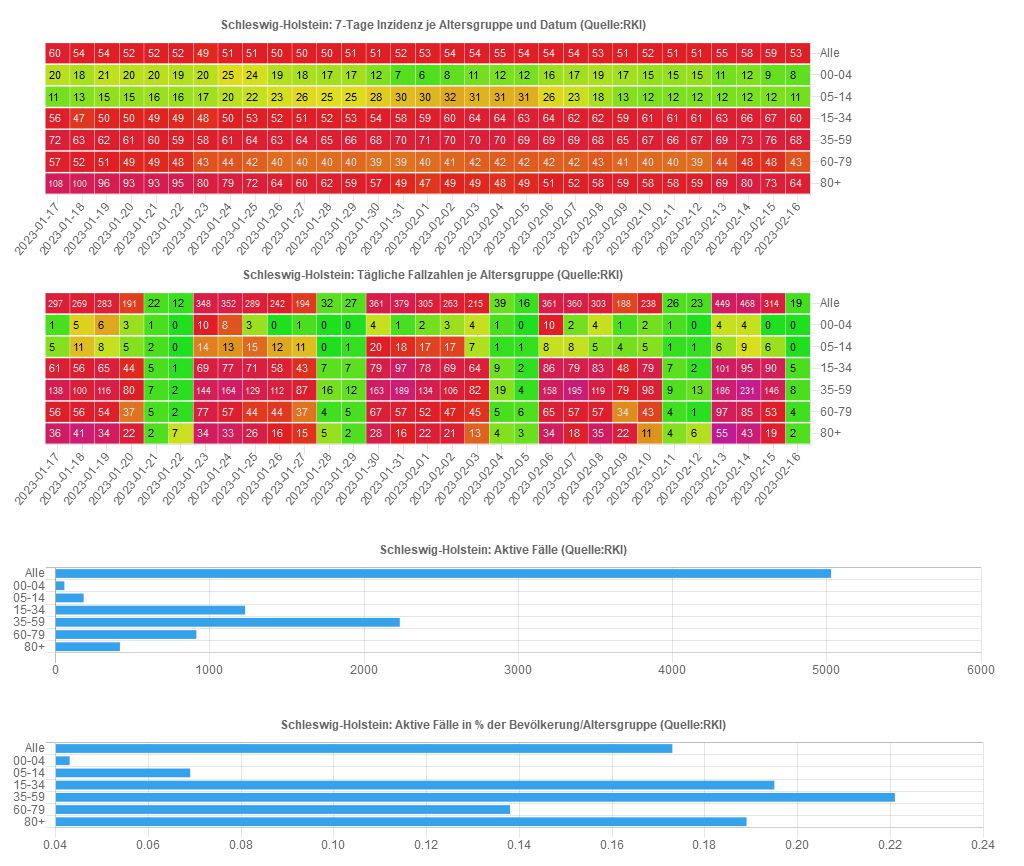 Schleswig-Holstein: 7-Tage Inzidenz je Altersgruppe und Datum (Quelle:RKI)
60 54 54 52 52 52 49 51 51 50 50 50 51 51 52 53 54 54 55 54 54 54 53 51 52 51 51 55 58 59 53 Alle
20 18 21 20 20 19 20 25 24 19 18 17 17 12 7 6 8 11 12 12 16 17 19 17 15 15 15 11 12 9 8 00-04
11 13 15 15 16 16 17 20 22 23 26 25 25 28 30 30 32 31 31 31 26 23 18 13 12 12 12 12 12 12 11 05-14
56 47 50 50 49 49 48 50 53 52 51 52 53 54 58 59 60 64 64 63 64 62 62 59 61 61 61 63 66 67 60 15-34
72 63 62 61 60 59 58 61 64 63 64 65 66 68 70 71 70 70 70 69 69 69 68 65 67 66 67 69 73 76 68 35-59
57 52 51 49 49 48 43 44 42 40 40 40 40 39 39 40 41 42 42 42 42 42 43 41 40 40 39 44 48 48 43 60-79
108 100 96 93 93 95 80 79 72 64 60 62 59 57 49 47 49 49 48 49 51 52 58 59 58 58 59 69 80 73 64 80+
2023-01-17 2023-01-18 2023-01-19 2023-01-20 2023-01-21 2023-01-22 2023-01-23 2023-01-24 2023-01-25 2023-01-26 2023-01-27 2023-01-28 2023-01-29 2023-01-30 2023-01-31 2023-02-01 2023-02-02 2023-02-03 2023-02-04 2023-02-05 2023-02-06 2023-02-07 2023-02-08 2023-02-09 2023-02-10 2023-02-11 2023-02-12 2023-02-13 2023-02-14 2023-02-15 2023-02-16
Schleswig-Holstein: Tägliche Fallzahlen je Altersgruppe (Quelle:RKI)
297 269 283 191 22 12 348 352 289 242 194 32 27 361 379 305 263 215 39 16 361 360 303 188 238 26 23 449 468 314 19 Alle
1 5 6 3 1 0 10 8 3 0 1 0 0 4 1 2 3 4 1 0 10 2 4 1 2 1 0 4 4 0 0 00-04
5 11 8 5 2 0 14 13 15 12 11 0 1 20 18 17 17 7 1 1 8 8 5 4 5 1 1 6 9 6 0 05-14
61 56 65 44 5 1 69 77 71 58 43 7 7 79 97 78 69 64 9 2 86 79 83 48 79 7 2 101 95 90 5 15-34
138 100 116 80 7 2 144 164 129 112 87 16 12 163 189 134 106 82 19 4 158 195 119 79 98 9 13 186 231 146 8 35-59
56 56 54 37 5 2 77 57 44 44 37 4 5 67 57 52 47 45 5 6 65 57 57 34 43 4 1 97 85 53 4 60-79
36 41 34 22 2 7 34 33 26 16 15 5 2 28 16 22 21 13 4 3 34 18 35 22 11 4 6 55 43 19 2 80+
2023-01-17 2023-01-18 2023-01-19 2023-01-20 2023-01-21 2023-01-22 2023-01-23 2023-01-24 2023-01-25 2023-01-26 2023-01-27 2023-01-28 2023-01-29 2023-01-30 2023-01-31 2023-02-01 2023-02-02 2023-02-03 2023-02-04 2023-02-05 2023-02-06 2023-02-07 2023-02-08 2023-02-09 2023-02-10 2023-02-11 2023-02-12 2023-02-13 2023-02-14 2023-02-15 2023-02-16
Schleswig-Holstein: Aktive Fälle (Quelle:RKI)
Alle
00-04
05-14
15-34
35-59
60-79
80+
0 1000 2000 3000 4000 5000 6000
Schleswig-Holstein: Aktive Fälle in % der Bevölkerung/Altersgruppe (Quelle:RKI)
Alle
00-04
05-14
15-34
35-59
60-79
80+
0.04 0.06 0.08 0.10 0.12 0.14 0.16 0.18 0.20 0.22 0.24